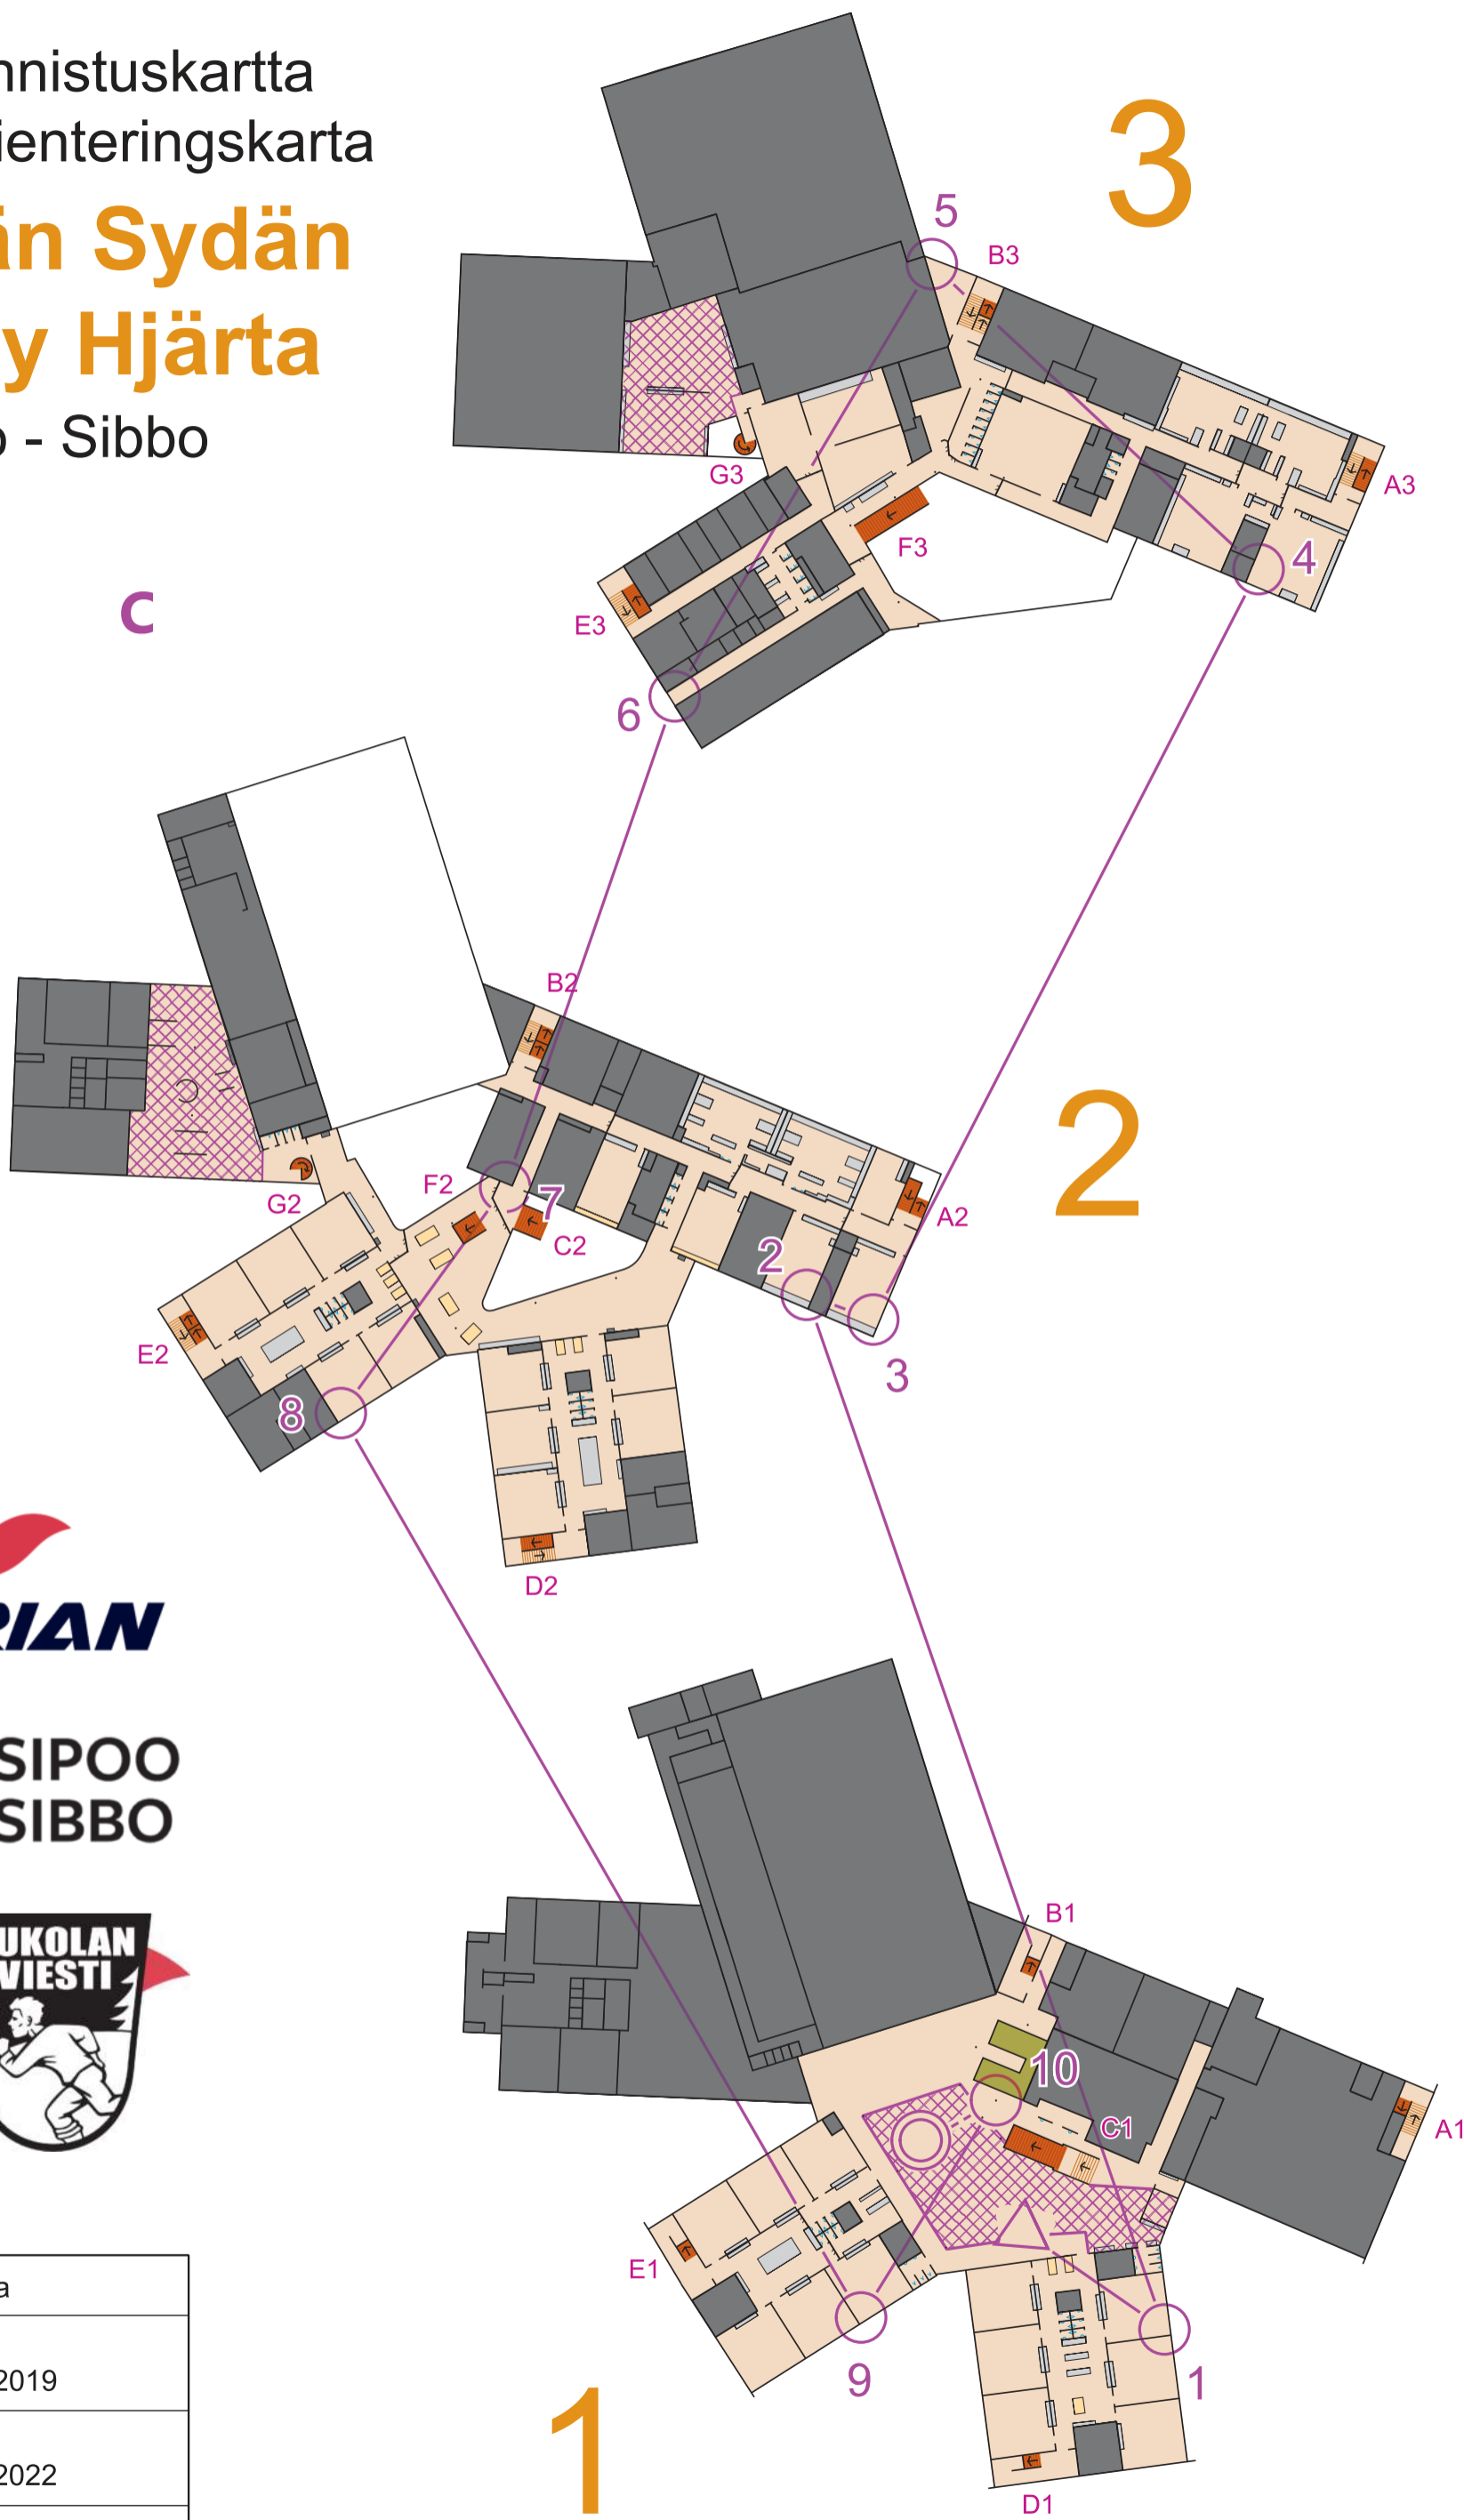 nnistuskartta
ienteringskarta
än Sydän
y Hjärta
o - Sibbo
C
3
5
B3
G3
F3
A3
4
E3
6
B2
F2
7
C2
G2
2
A2
2
3
E2
8
D2
RIAN
SIPOO
SIBBO
UKOLAN
VIESTI
B1
10
C1
A1
E1
9
1
1
D1
a
2019
2022